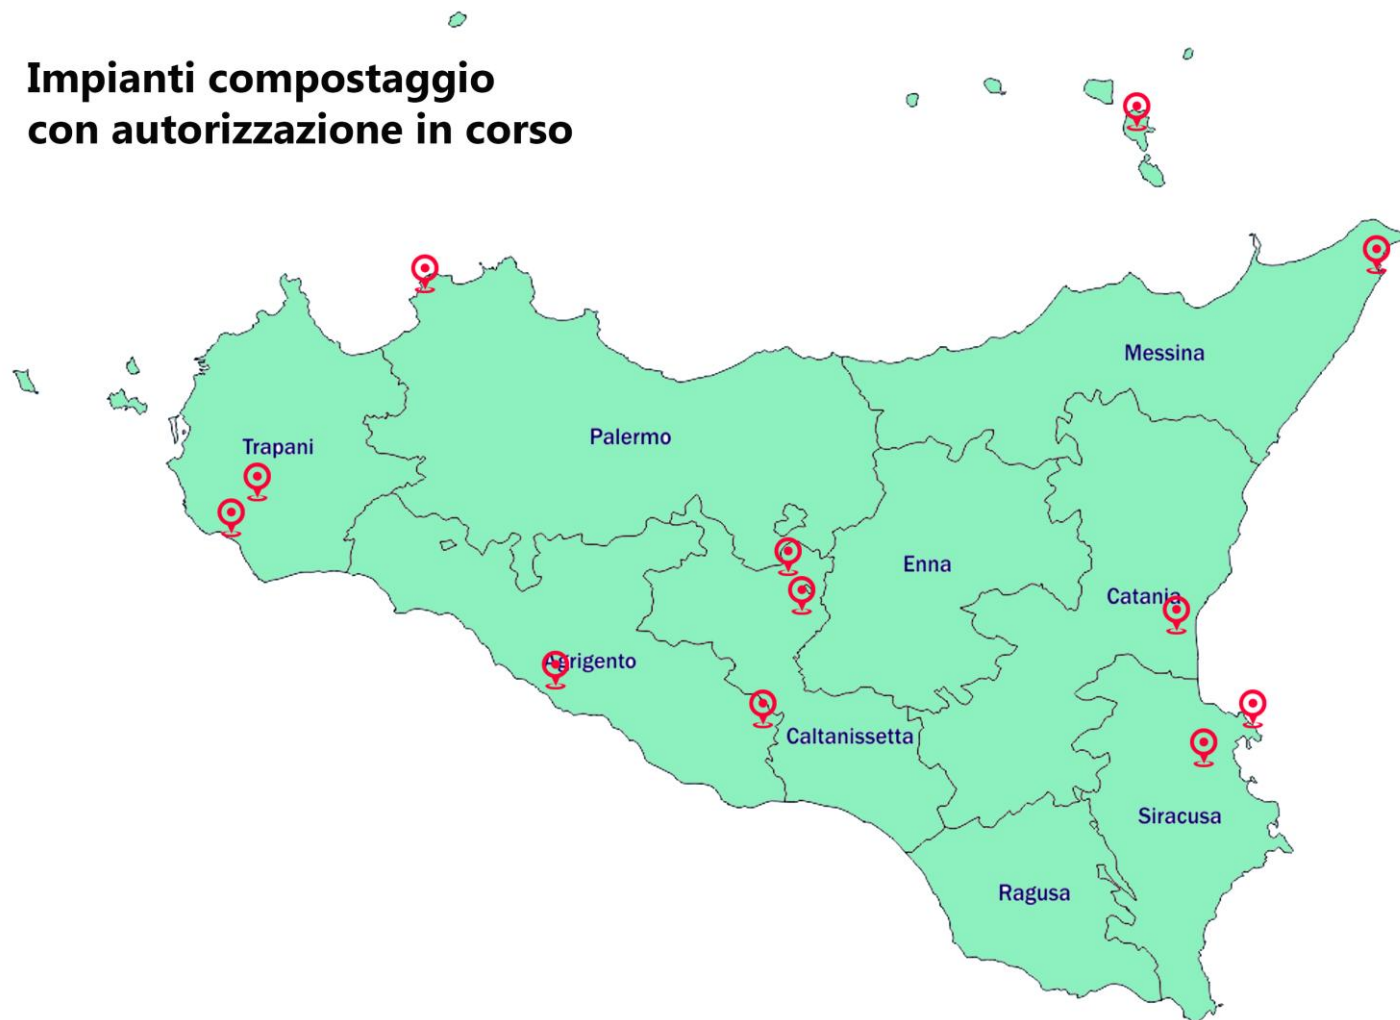 Impianti compostaggio
con autorizzazione in corso
Messina
Palermo
Trapani
Enna
Catania
Agrigento
Caltanissetta
Siracusa
Ragusa